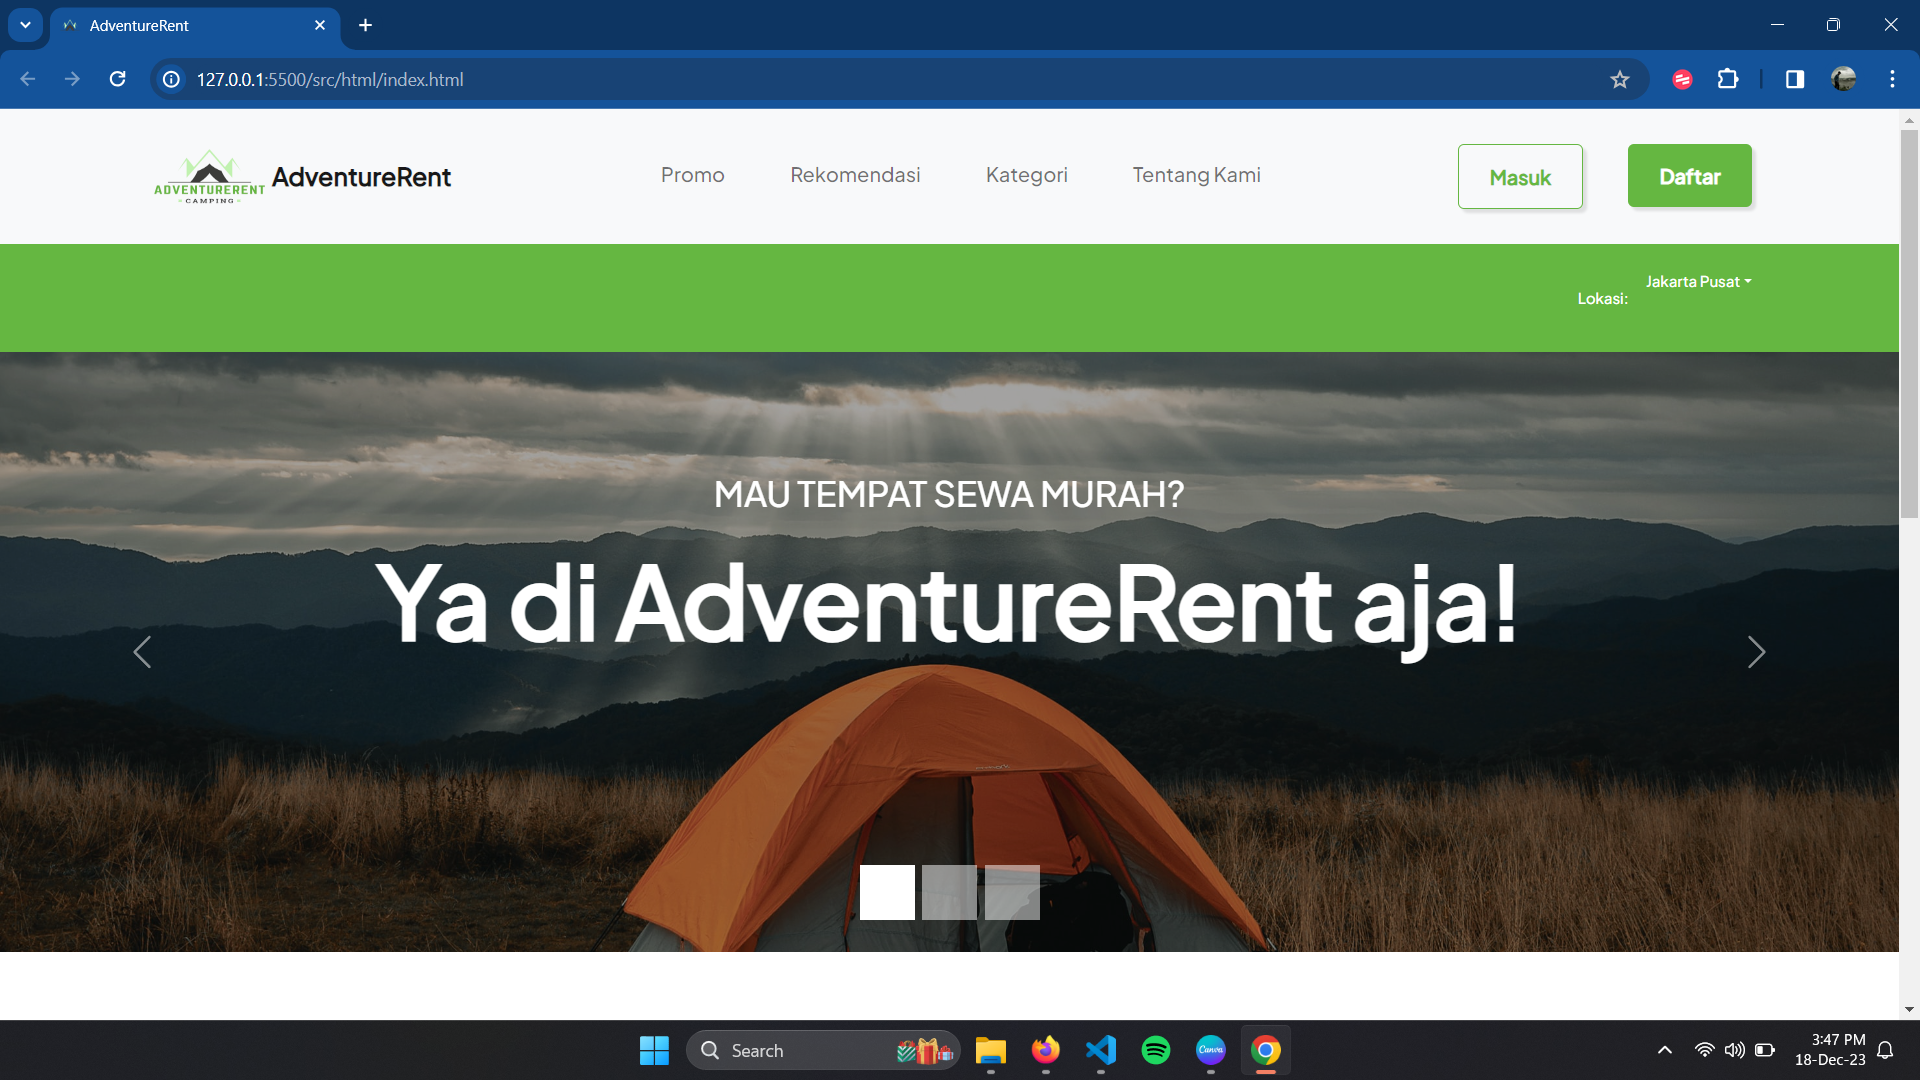 AdventureRent
127.0.0.1:5500/src/html/index.html
ADVENTURERENT
CAMPING
AdventureRent
Promo
Rekomendasi
Kategori
Tentang Kami
Masuk
Daftar
Lokasi:
Jakarta Pusat
MAU TEMPAT SEWA MURAH?
Ya di AdventureRent aja!
Search
Canva
3:47 PM
18-Dec-23